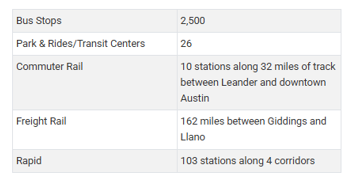 Bus Stops 2,500
Park & Rides/Transit Centers 26
Commuter Rail 10 stations along 32 miles of track
between Leander and downtown
Austin
Freight Rail 162 miles between Giddings and
Llano
Rapid 103 stations along 4 corridors